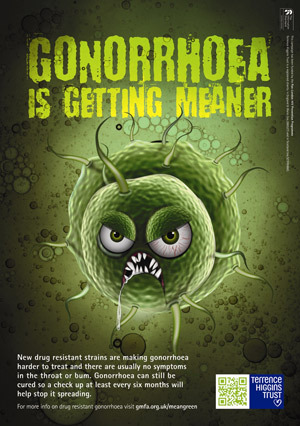 GONORRHOEA
IS GETTING MEANER
New drug resistant strains are making gonorrhoea
harder to treat and there are usually no symptoms
in the throat or bum. Gonorrhoea can still be
cured so a check up at least every six months will
help stop it spreading.
For more info on drug resistant gonorrhoea visit gmfa.org.uk/meangreen
TERRENCE
HIGGINS
TRUST